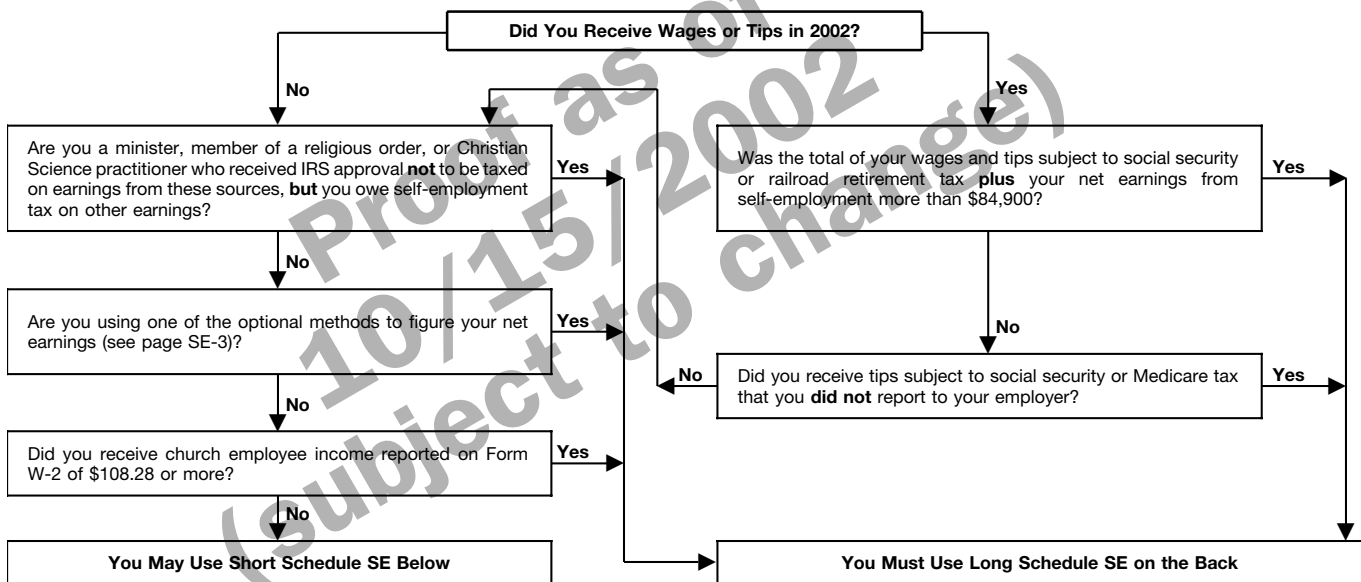 Did You Receive Wages or Tips in 2002?
No
Yes
Are you a minister, member of a religious order, or Christian
Science practitioner who received IRS approval not to be taxed
on earnings from these sources, but you owe self-employment
tax on other earnings?
Yes
Was the total of your wages and tips subject to social security
or railroad retirement tax plus your net earnings from
self-employment more than $84,900?
Yes
No
No
Are you using one of the optional methods to figure your net
earnings (see page SE-3)?
Yes
No
Did you receive tips subject to social security or Medicare tax
that you did not report to your employer?
Yes
No
Did you receive church employee income reported on Form
W-2 of $108.28 or more?
Yes
No
You May Use Short Schedule SE Below
You Must Use Long Schedule SE on the Back
Proof as of
10/15/2002
(subject to change)